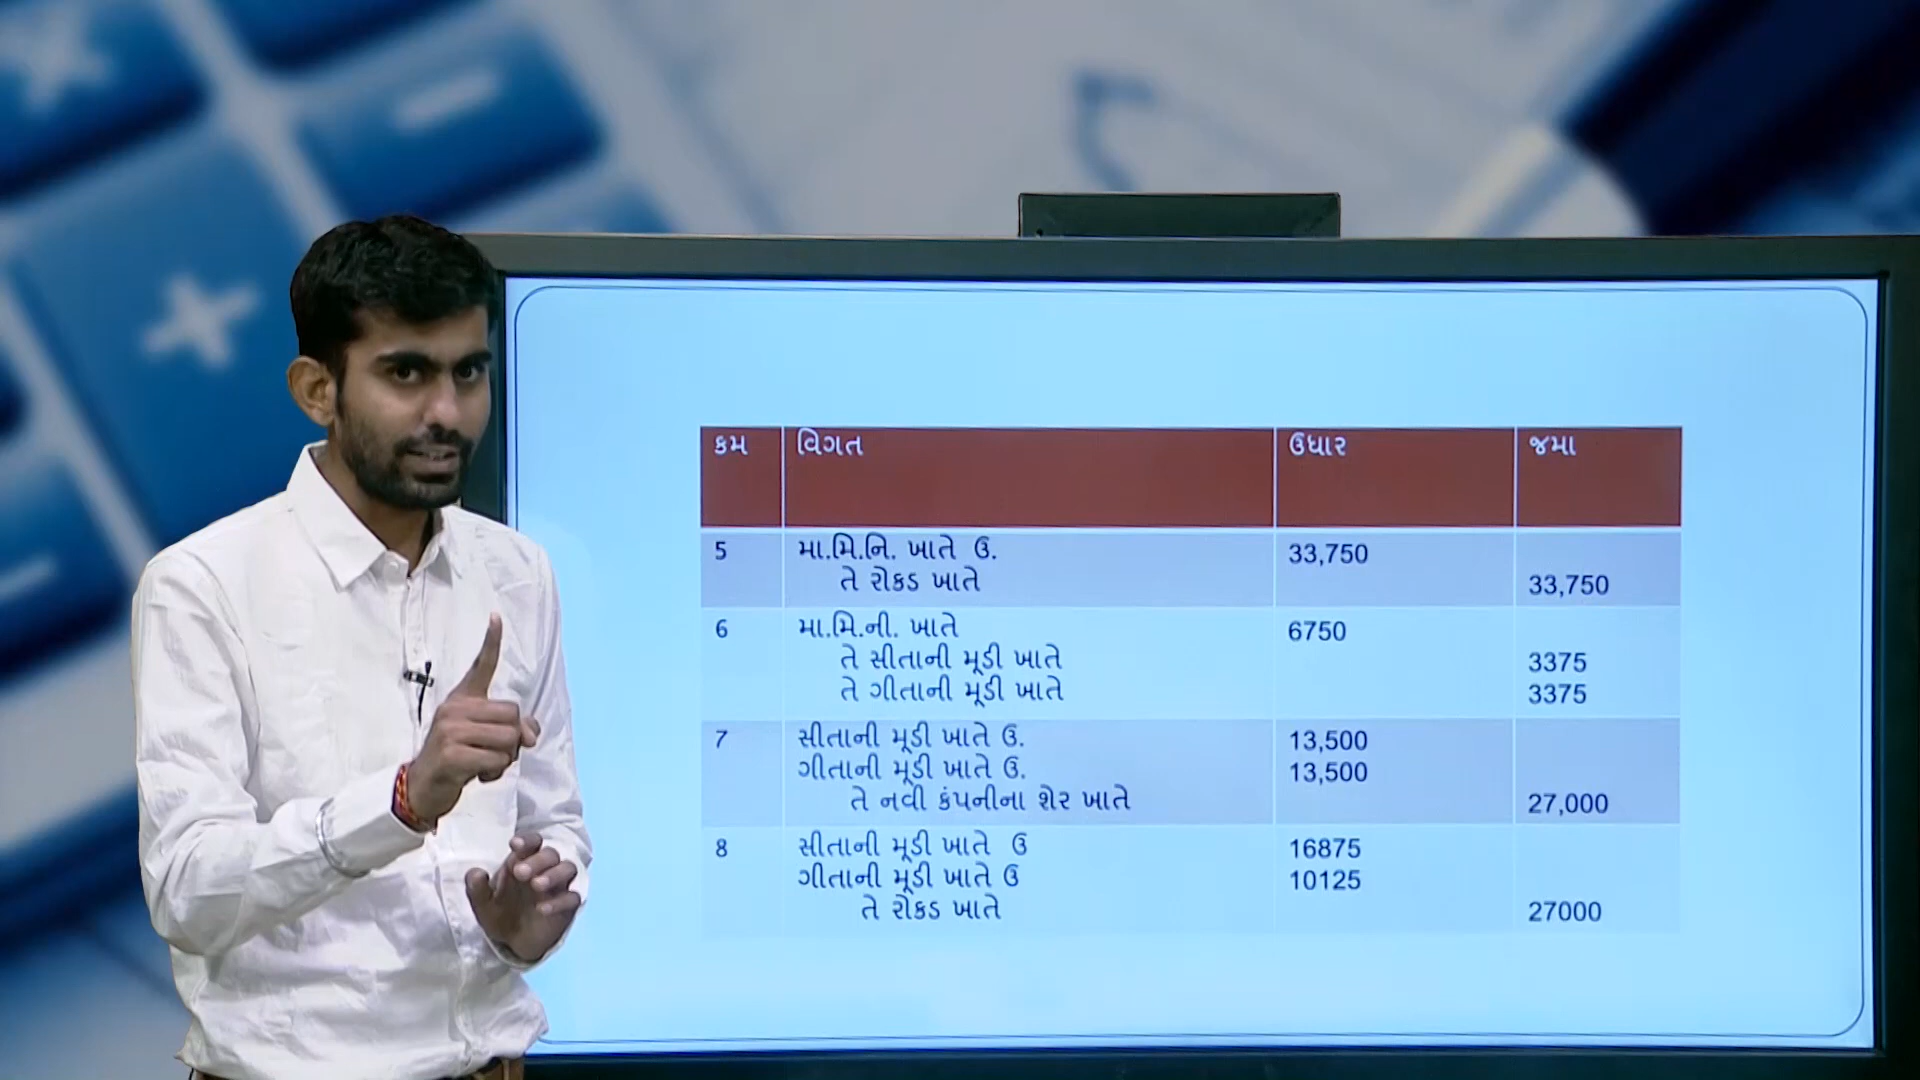 કમ વિગત ઉધાર જમા
5 મા.મિ.નિ. ખાતે ઉ. 33,750
તે રોકડ ખાતે 33,750
6 મા.મિ.ની. ખાતે 6750
તે સીતાની મૂડી ખાતે 3375
તે ગીતાની મૂડી ખાતે 3375
7 સીતાની મૂડી ખાતે ઉ. 13,500
ગીતાની મૂડી ખાતે ઉ. 13,500
તે નવી કંપનીના શેર ખાતે 27,000
8 સીતાની મૂડી ખાતે ઉ 16875
ગીતાની મૂડી ખાતે ઉ 10125
તે રોકડ ખાતે 27000